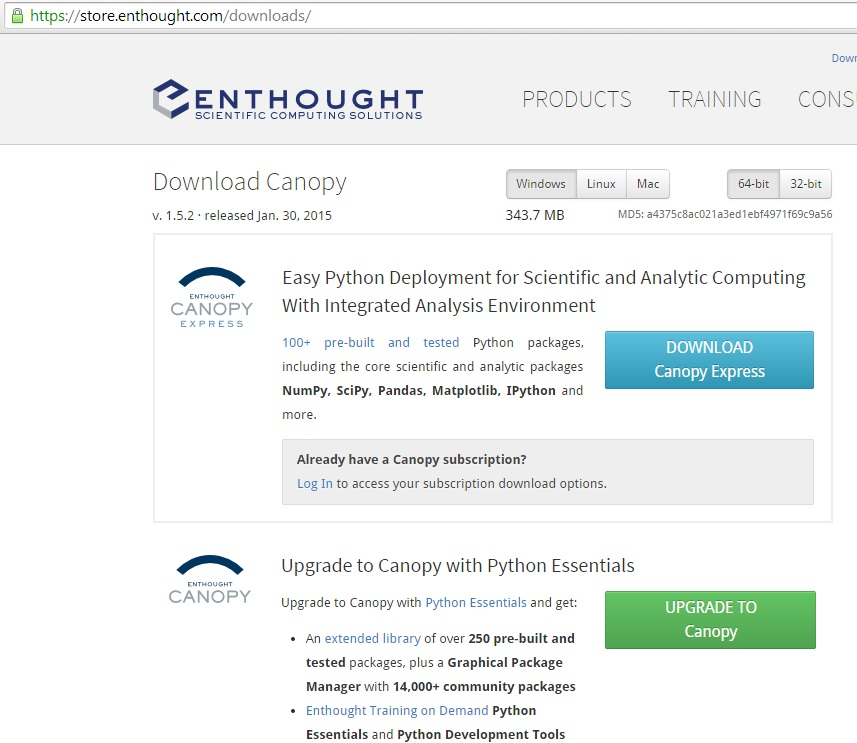 https://store.enthought.com/downloads/
ENTHOUGHT
SCIENTIFIC COMPUTING SOLUTIONS
PRODUCTS TRAINING
Download Canopy
Windows Linux Mac 64-bit 32-bit
v. 1.5.2 · released Jan. 30, 2015
343.7 MB MD5: a4375c8ac021a3ed1ebf4971f69c9a56
ENTHOUGHT
CANOPY
EXPRESS
Easy Python Deployment for Scientific and Analytic Computing
With Integrated Analysis Environment
100+ pre-built and tested Python packages,
including the core scientific and analytic packages
NumPy, SciPy, Pandas, Matplotlib, IPython and
more.
DOWNLOAD
Canopy Express
Already have a Canopy subscription?
Log In to access your subscription download options.
ENTHOUGHT
CANOPY
Upgrade to Canopy with Python Essentials
Upgrade to Canopy with Python Essentials and get:
UPGRADE TO
Canopy
• An extended library of over 250 pre-built and
tested packages, plus a Graphical Package
Manager with 14,000+ community packages
• Enthought Training on Demand Python
Essentials and Python Development Tools